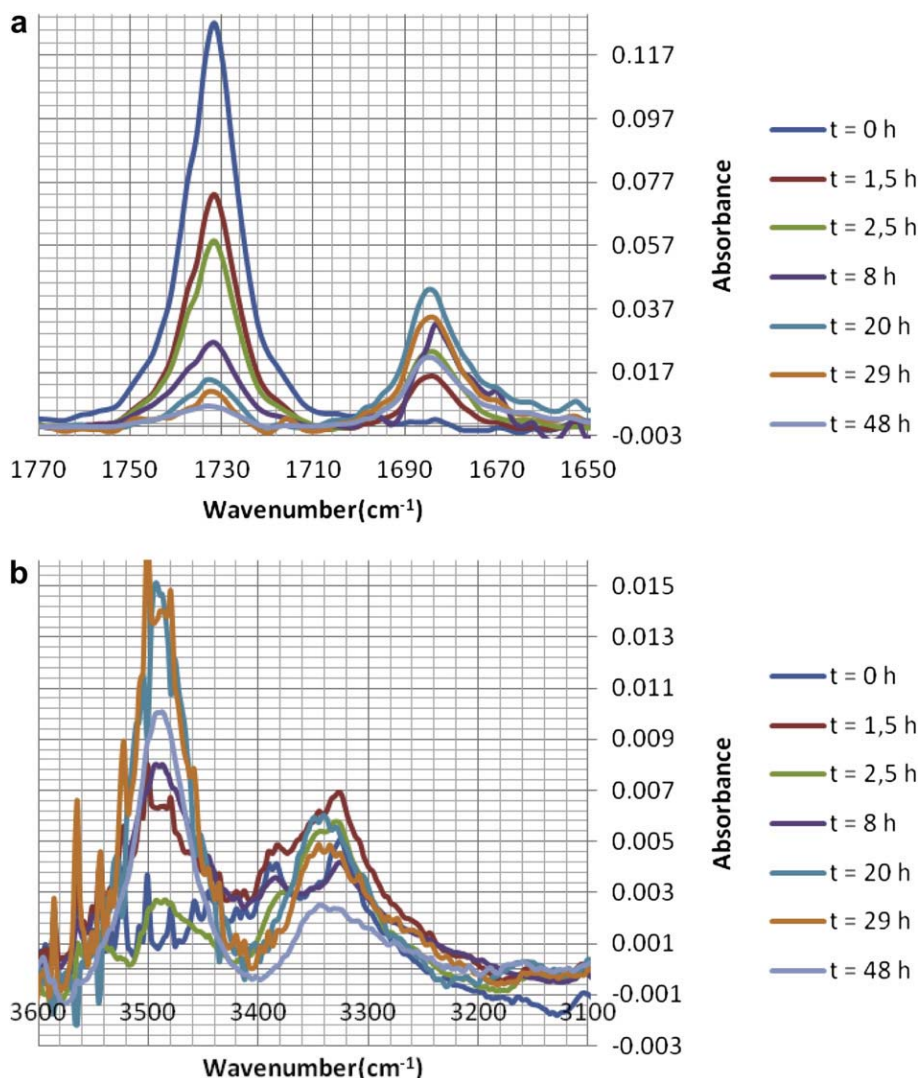 a
0.117
0.097
0.077
0.057
0.037
0.017
-0.003
Absorbance
1770 1750 1730 1710 1690 1670 1650
Wavenumber(cm⁻¹)
t = 0 h
t = 1,5 h
t = 2,5 h
t = 8 h
t = 20 h
t = 29 h
t = 48 h
b
0.015
0.013
0.011
0.009
0.007
0.005
0.003
0.001
-0.001
-0.003
Absorbance
3600 3500 3400 3300 3200 3100
Wavenumber(cm⁻¹)
t = 0 h
t = 1,5 h
t = 2,5 h
t = 8 h
t = 20 h
t = 29 h
t = 48 h